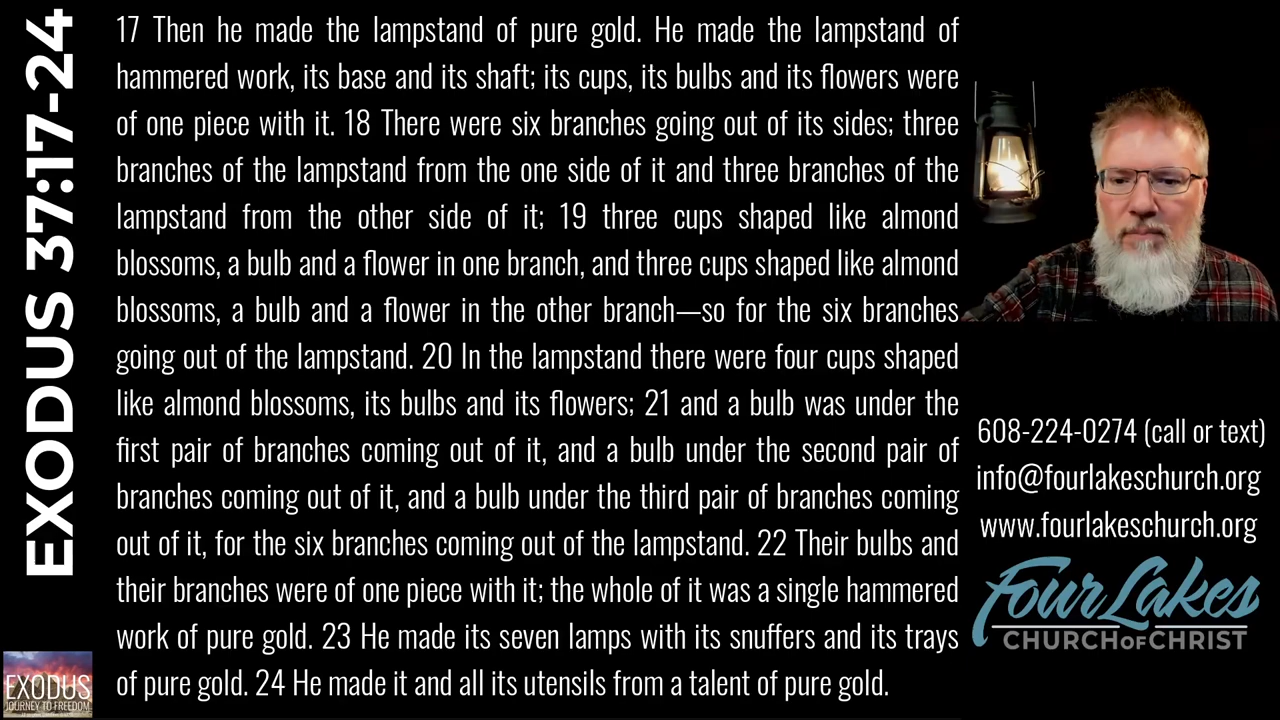 EXODUS 37:17-24
17 Then he made the lampstand of pure gold. He made the lampstand of
hammered work, its base and its shaft; its cups, its bulbs and its flowers were
of one piece with it. 18 There were six branches going out of its sides; three
branches of the lampstand from the one side of it and three branches of the
lampstand from the other side of it; 19 three cups shaped like almond
blossoms, a bulb and a flower in one branch, and three cups shaped like almond
blossoms, a bulb and a flower in the other branch—so for the six branches
going out of the lampstand. 20 In the lampstand there were four cups shaped
like almond blossoms, its bulbs and its flowers; 21 and a bulb was under the
first pair of branches coming out of it, and a bulb under the second pair of
branches coming out of it, and a bulb under the third pair of branches coming
out of it, for the six branches coming out of the lampstand. 22 Their bulbs and
their branches were of one piece with it; the whole of it was a single hammered
work of pure gold. 23 He made its seven lamps with its snuffers and its trays
of pure gold. 24 He made it and all its utensils from a talent of pure gold.
608-224-0274 (call or text)
info@fourlakeschurch.org
www.fourlakeschurch.org
Four Lakes
CHURCH OF CHRIST
EXODUS
JOURNEY TO FREEDOM